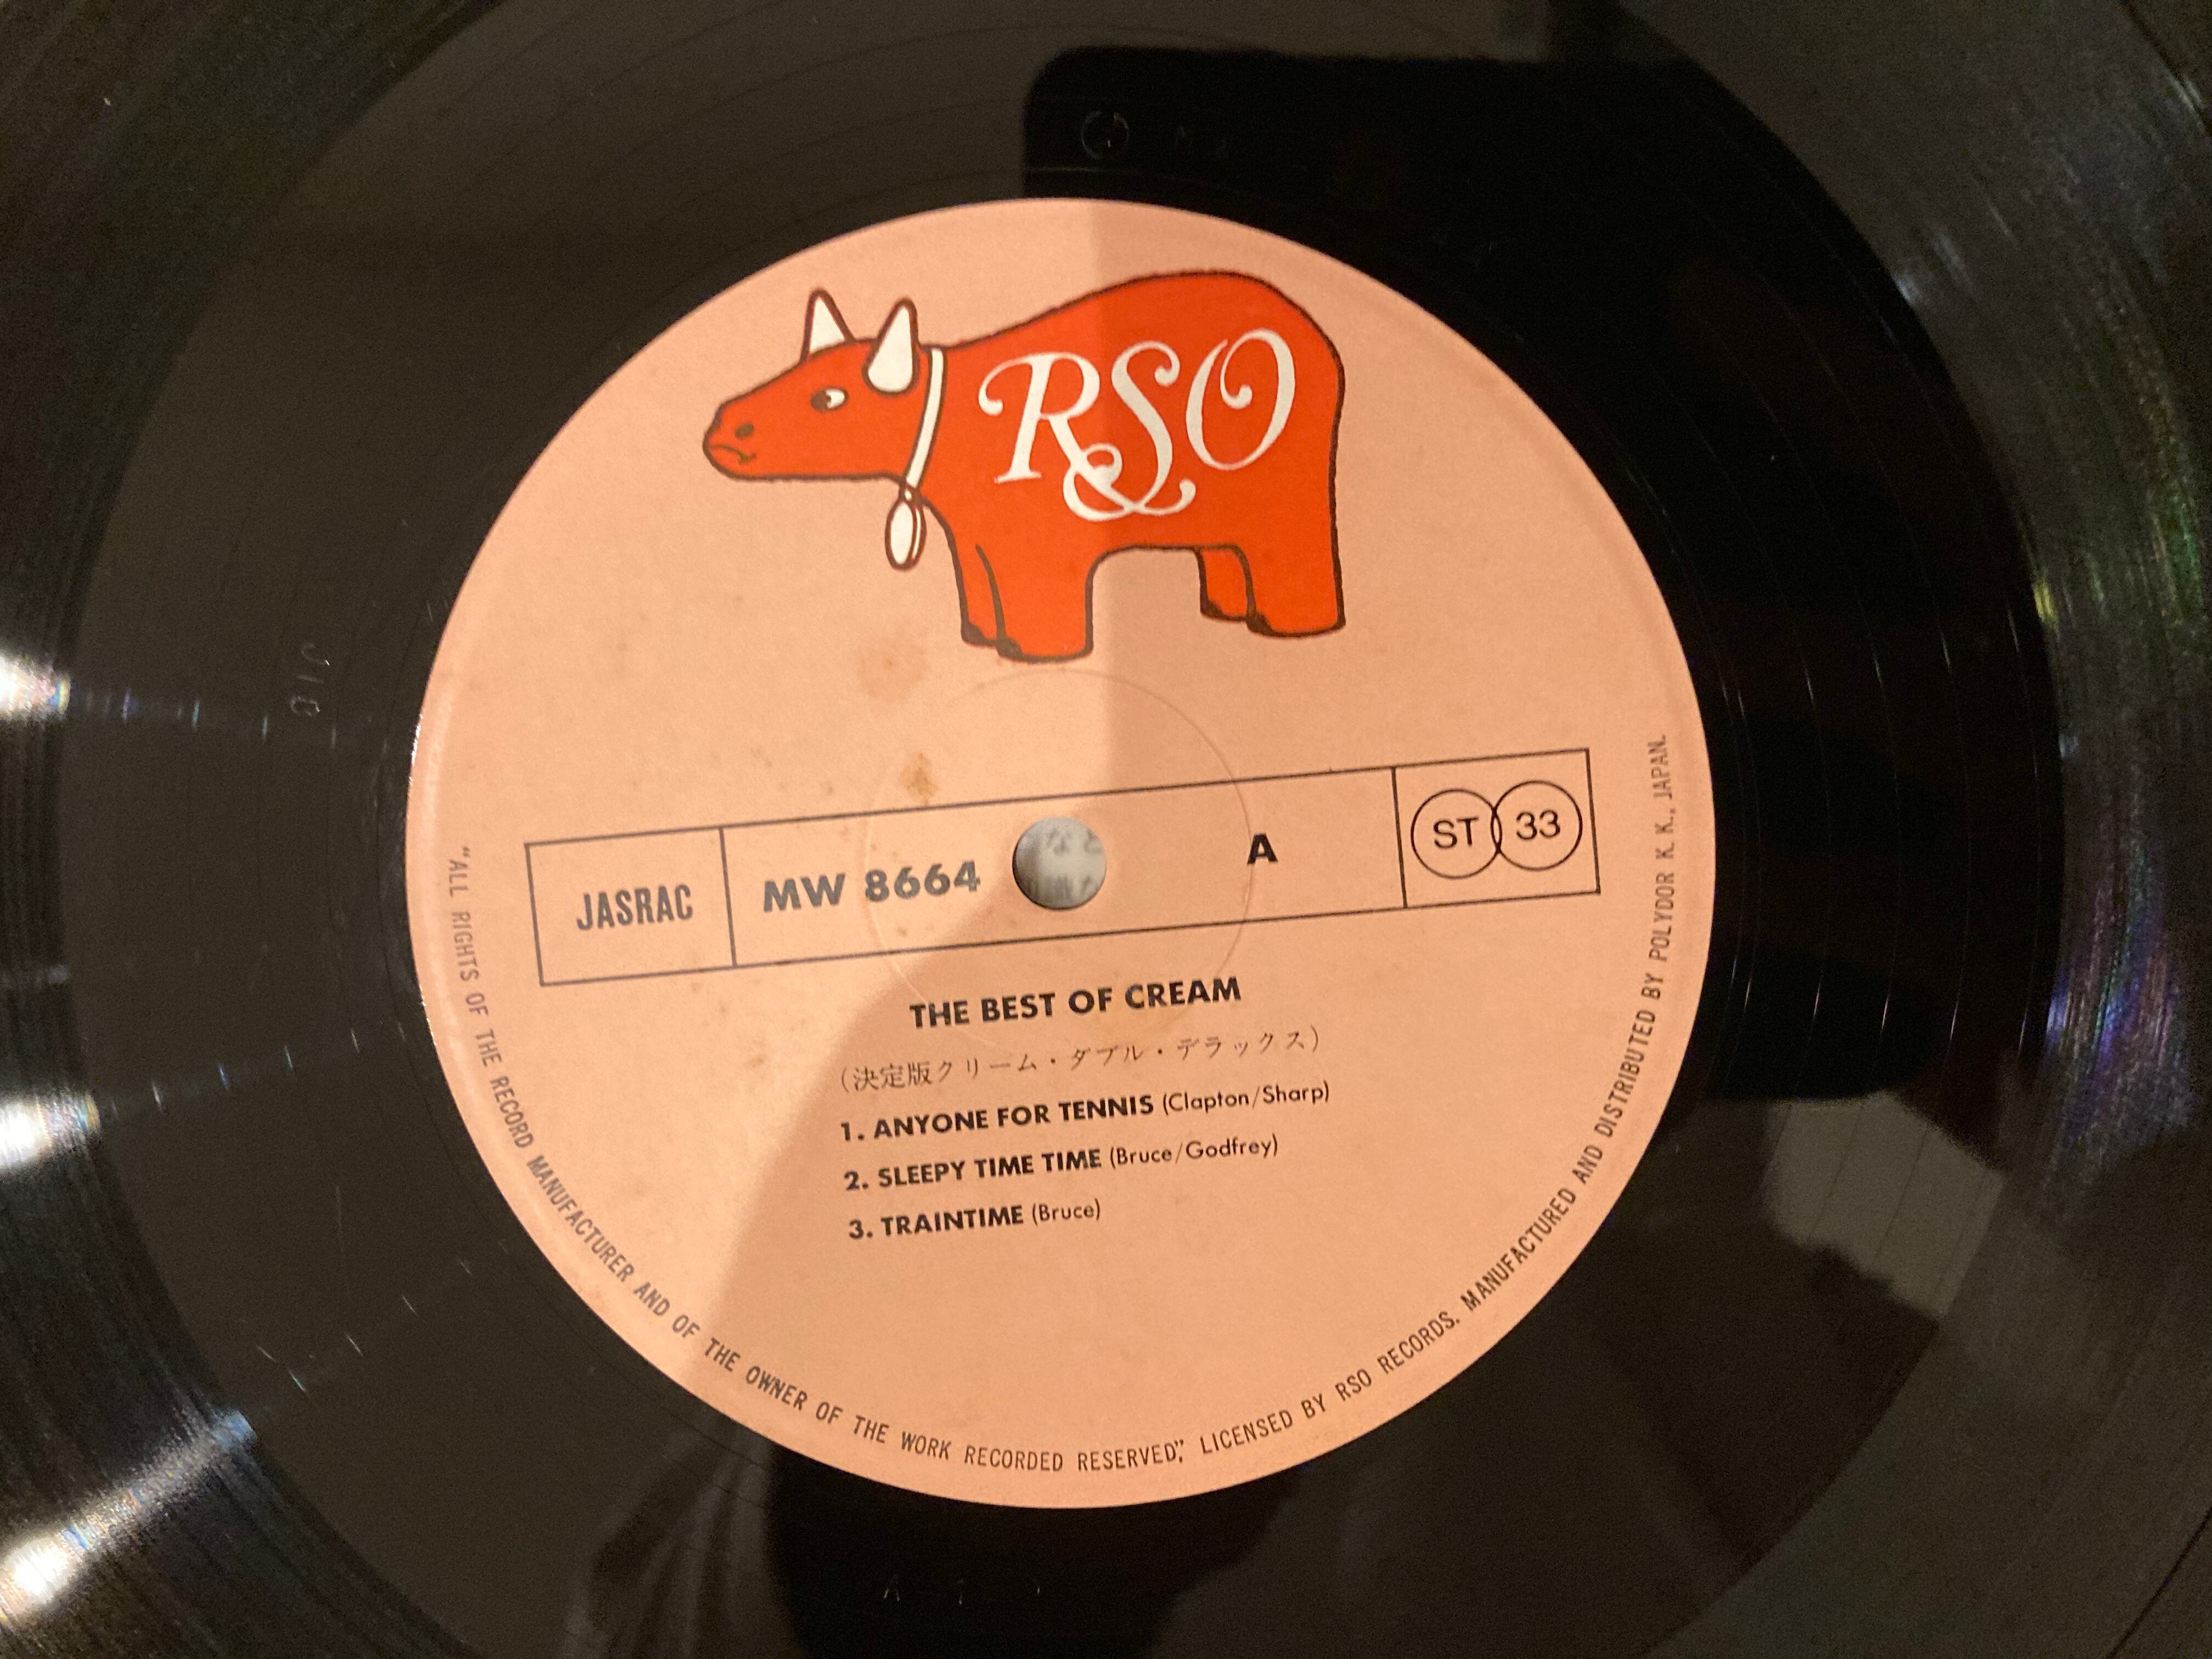 RSO
JASRAC
MW 8664
A
ST 33
THE BEST OF CREAM
(決定版クリーム・ダブル・デラックス)
1. ANYONE FOR TENNIS (Clapton/Sharp)
2. SLEEPY TIME TIME (Bruce/Godfrey)
3. TRAINTIME (Bruce)
"ALL RIGHTS OF THE RECORD MANUFACTURER AND OF THE OWNER OF THE WORK RECORDED RESERVED". LICENSED BY RSO RECORDS. MANUFACTURED AND DISTRIBUTED BY POLYDOR K. K., JAPAN.